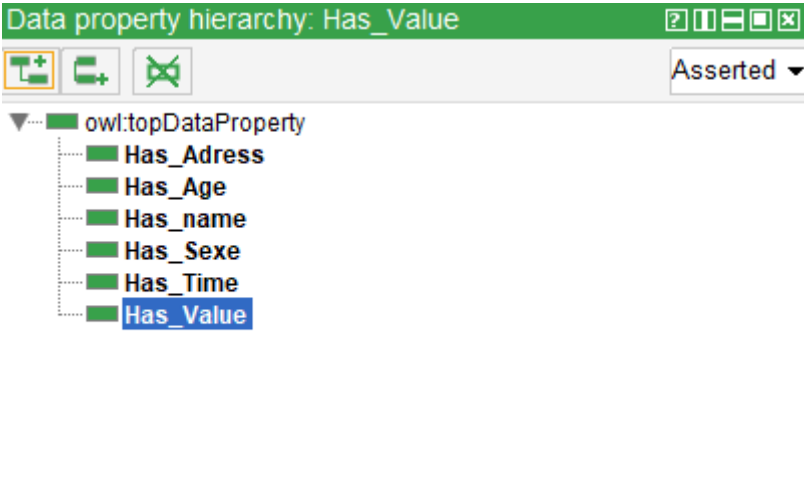 Data property hierarchy: Has_Value
Asserted
owl:topDataProperty
Has_Adress
Has_Age
Has_name
Has_Sexe
Has_Time
Has_Value